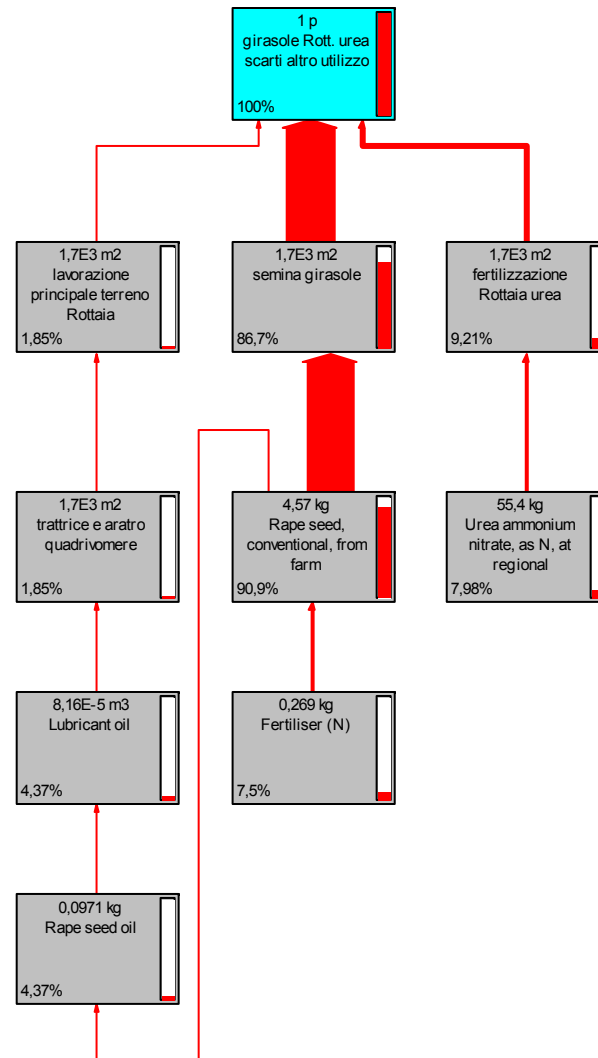 1 p
girasole Rott. urea
scarti altro utilizzo
100%
1,7E3 m2
lavorazione
principale terreno
Rottaia
1,85%
1,7E3 m2
semina girasole
86,7%
1,7E3 m2
fertilizzazione
Rottaia urea
9,21%
1,7E3 m2
trattrice e aratro
quadrivomere
1,85%
4,57 kg
Rape seed,
conventional, from
farm
90,9%
55,4 kg
Urea ammonium
nitrate, as N, at
regional
7,98%
8,16E-5 m3
Lubricant oil
4,37%
0,269 kg
Fertiliser (N)
7,5%
0,0971 kg
Rape seed oil
4,37%